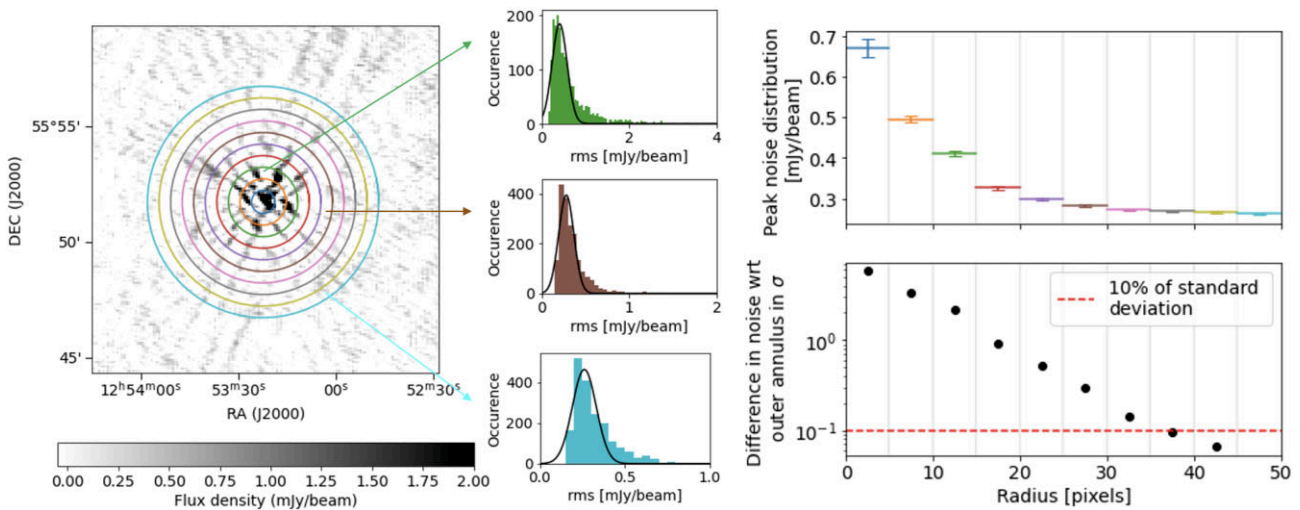 DEC (J2000)
55°55'
50'
45'
12ʰ54ᵐ00ˢ 53ᵐ30ˢ 00ˢ 52ᵐ30ˢ
RA (J2000)
0.00 0.25 0.50 0.75 1.00 1.25 1.50 1.75 2.00
Flux density (mJy/beam)
Occurence
200
100
0
0 2 4
rms [mJy/beam]
Occurence
400
200
0
0 1 2
rms [mJy/beam]
Occurence
400
200
0
0.0 0.5 1.0
rms [mJy/beam]
Peak noise distribution
[mJy/beam]
0.7
0.6
0.5
0.4
0.3
Difference in noise wrt
outer annulus in σ
10⁰
10⁻¹
10% of standard
deviation
0 10 20 30 40 50
Radius [pixels]